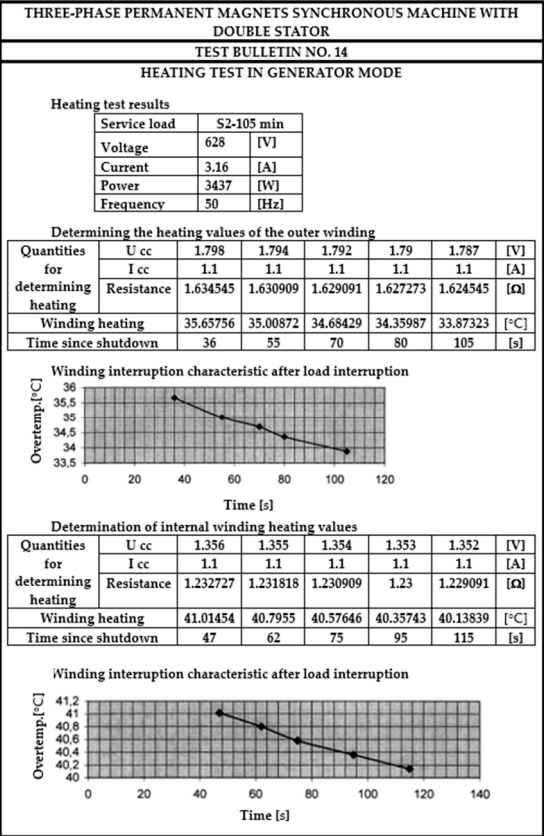 THREE-PHASE PERMANENT MAGNETS SYNCHRONOUS MACHINE WITH
DOUBLE STATOR
TEST BULLETIN NO. 14
HEATING TEST IN GENERATOR MODE
Heating test results
Service load S2-105 min
Voltage 628 [V]
Current 3.16 [A]
Power 3437 [W]
Frequency 50 [Hz]
Determining the heating values of the outer winding
Quantities U cc 1.798 1.794 1.792 1.79 1.787 [V]
for I cc 1.1 1.1 1.1 1.1 1.1 [A]
determining Resistance 1.634545 1.630909 1.629091 1.627273 1.624545 [Ω]
heating
Winding heating 35.65756 35.00872 34.68429 34.35987 33.87323 [°C]
Time since shutdown 36 55 70 80 105 [s]
Winding interruption characteristic after load interruption
Overtemp.[°C]
36
35,5
35
34,5
34
33,5
0 20 40 60 80 100 120
Time [s]
Determination of internal winding heating values
Quantities U cc 1.356 1.355 1.354 1.353 1.352 [V]
for I cc 1.1 1.1 1.1 1.1 1.1 [A]
determining Resistance 1.232727 1.231818 1.230909 1.23 1.229091 [Ω]
heating
Winding heating 41.01454 40.7955 40.57646 40.35743 40.13839 [°C]
Time since shutdown 47 62 75 95 115 [s]
Winding interruption characteristic after load interruption
Overtemp.[°C]
41,2
41
40,8
40,6
40,4
40,2
40
0 20 40 60 80 100 120 140
Time [s]